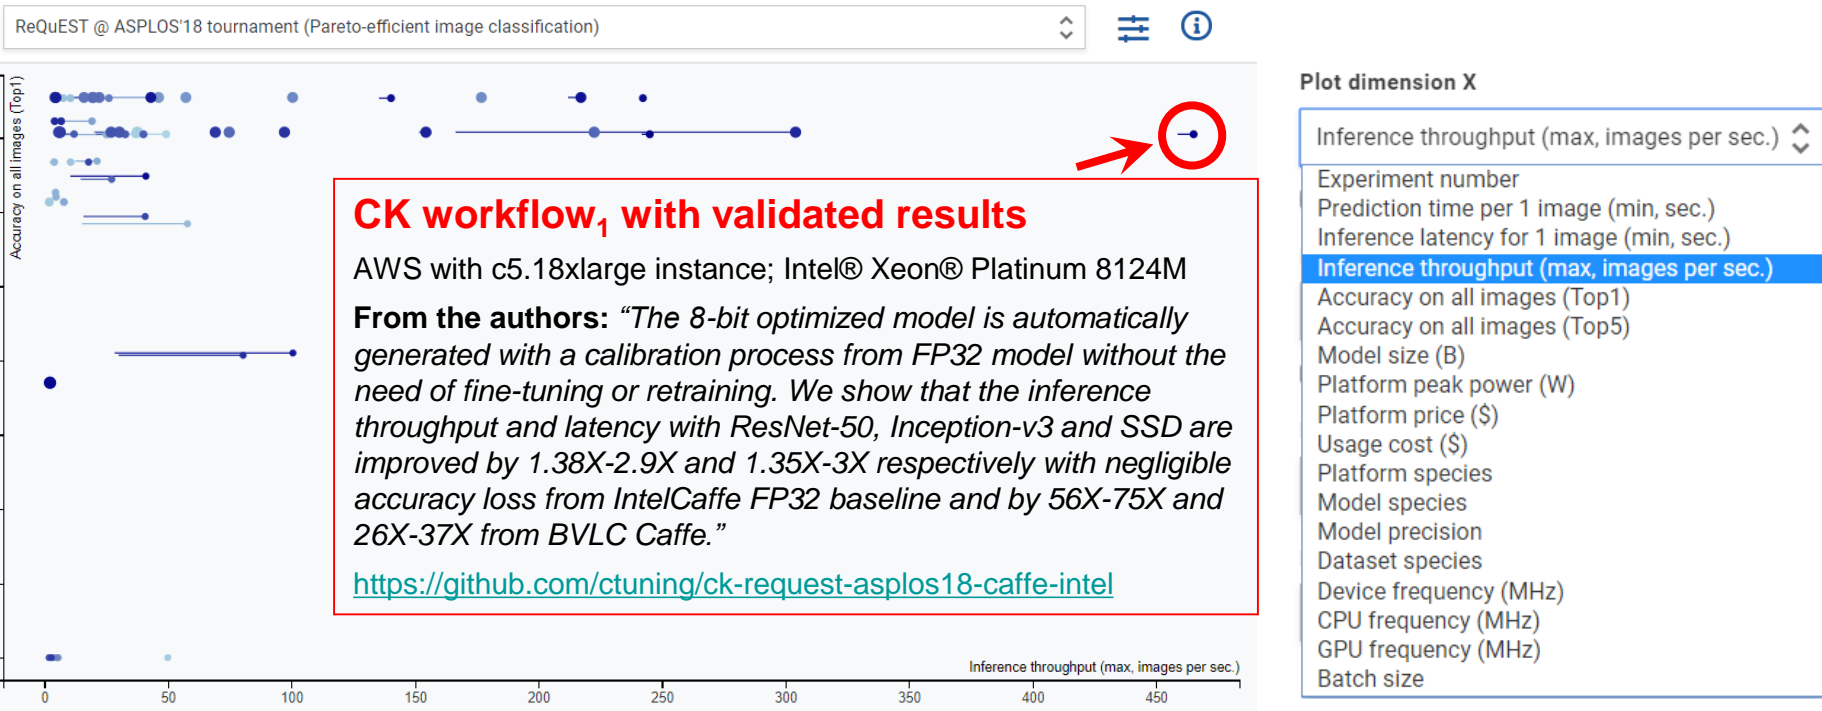 ReQuEST @ ASPLOS'18 tournament (Pareto-efficient image classification)
Accuracy on all images (Top1)
CK workflow₁ with validated results
AWS with c5.18xlarge instance; Intel® Xeon® Platinum 8124M
From the authors: “The 8-bit optimized model is automatically
generated with a calibration process from FP32 model without the
need of fine-tuning or retraining. We show that the inference
throughput and latency with ResNet-50, Inception-v3 and SSD are
improved by 1.38X-2.9X and 1.35X-3X respectively with negligible
accuracy loss from IntelCaffe FP32 baseline and by 56X-75X and
26X-37X from BVLC Caffe.”
https://github.com/ctuning/ck-request-asplos18-caffe-intel
Inference throughput (max, images per sec.)
0 50 100 150 200 250 300 350 400 450
Plot dimension X
Inference throughput (max, images per sec.)
Experiment number
Prediction time per 1 image (min, sec.)
Inference latency for 1 image (min, sec.)
Inference throughput (max, images per sec.)
Accuracy on all images (Top1)
Accuracy on all images (Top5)
Model size (B)
Platform peak power (W)
Platform price ($)
Usage cost ($)
Platform species
Model species
Model precision
Dataset species
Device frequency (MHz)
CPU frequency (MHz)
GPU frequency (MHz)
Batch size